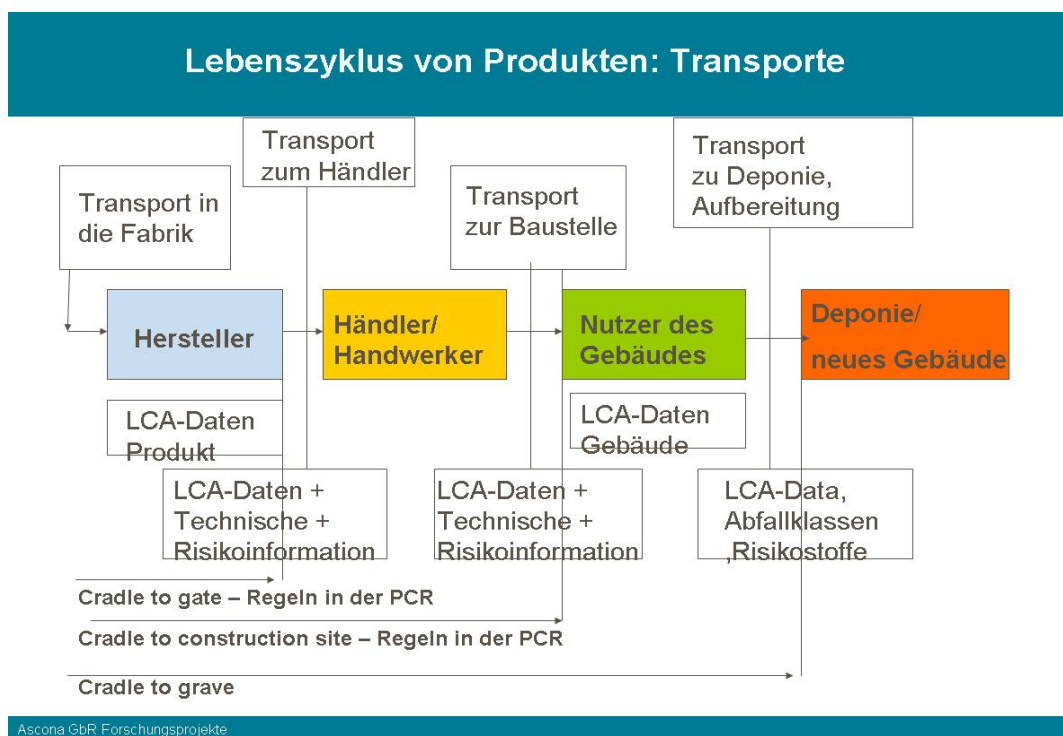 Lebenszyklus von Produkten: Transporte
Transport in
die Fabrik
Transport
zum Händler
Transport
zur Baustelle
Transport
zu Deponie,
Aufbereitung
Hersteller
Händler/
Handwerker
Nutzer des
Gebäudes
Deponie/
neues Gebäude
LCA-Daten
Produkt
LCA-Daten
Gebäude
LCA-Daten +
Technische +
Risikoinformation
LCA-Daten +
Technische +
Risikoinformation
LCA-Data,
Abfallklassen
,Risikostoffe
Cradle to gate – Regeln in der PCR
Cradle to construction site – Regeln in der PCR
Cradle to grave
Ascona GbR Forschungsprojekte